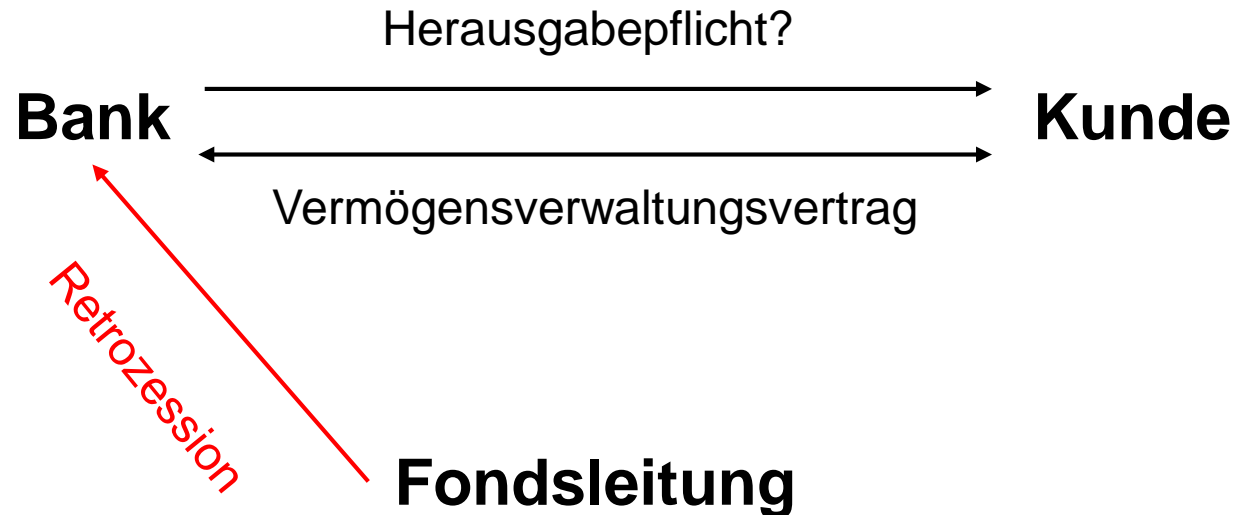 Herausgabepflicht?
Bank
Kunde
Vermögensverwaltungsvertrag
Retrozession
Fondsleitung